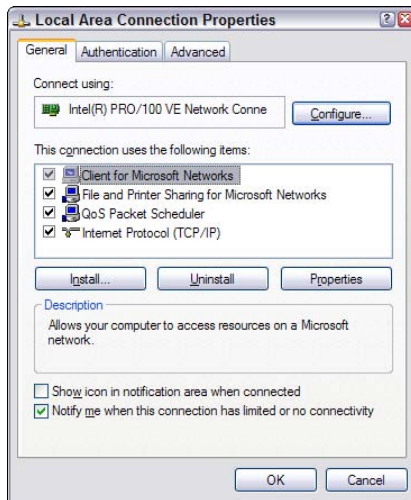 Local Area Connection Properties
General Authentication Advanced
Connect using:
Intel(R) PRO/100 VE Network Conne
Configure...
This connection uses the following items:
Client for Microsoft Networks
File and Printer Sharing for Microsoft Networks
QoS Packet Scheduler
Internet Protocol (TCP/IP)
Install... Uninstall Properties
Description
Allows your computer to access resources on a Microsoft
network.
Show icon in notification area when connected
Notify me when this connection has limited or no connectivity
OK Cancel